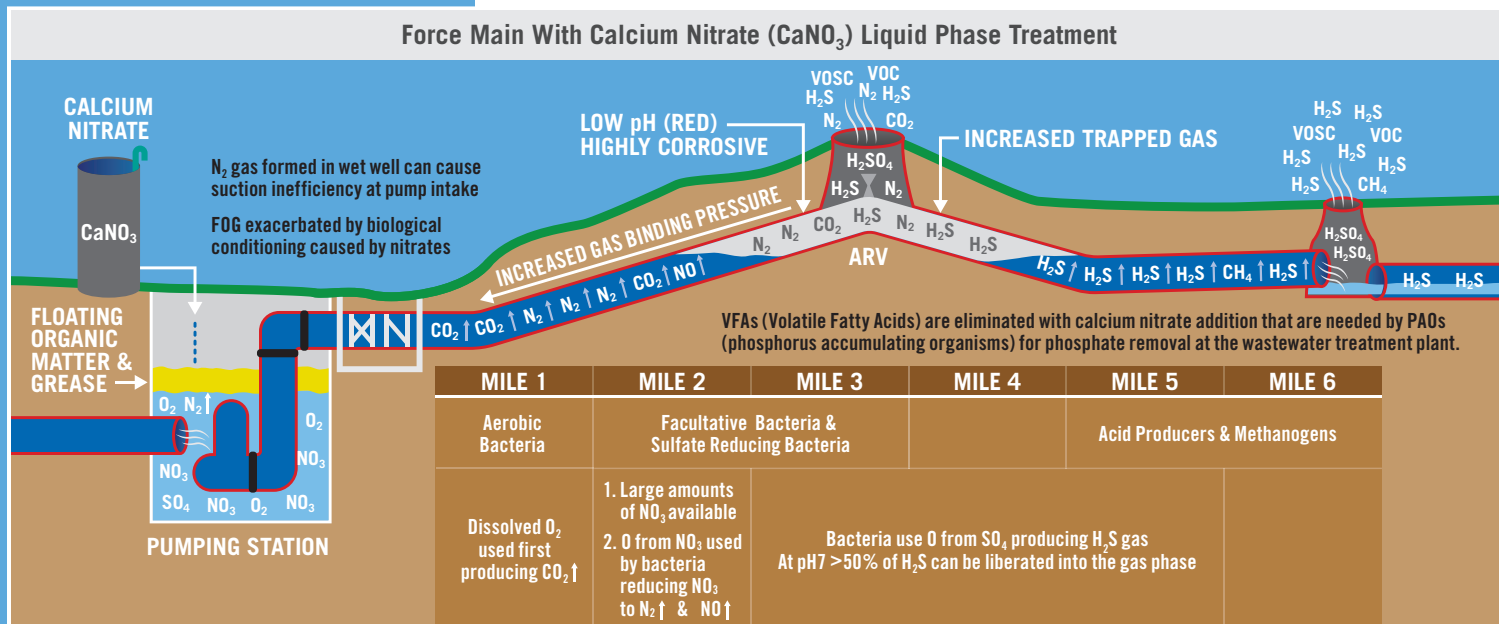 Force Main With Calcium Nitrate (CaNO₃) Liquid Phase Treatment
CALCIUM
NITRATE
CaNO₃
N₂ gas formed in wet well can cause
suction inefficiency at pump intake
FOG exacerbated by biological
conditioning caused by nitrates
FLOATING
ORGANIC
MATTER &
GREASE
O₂ N₂↑
O₂
NO₃
NO₃
SO₄ NO₃ O₂ NO₃
PUMPING STATION
INCREASED GAS BINDING PRESSURE
CO₂↑ CO₂↑ N₂↑ N₂↑ N₂↑ CO₂↑ NO↑
LOW pH (RED)
HIGHLY CORROSIVE
VOSC VOC
H₂S N₂ H₂S
N₂ CO₂
H₂SO₄
H₂S N₂
N₂ N₂ CO₂ H₂S N₂ H₂S H₂S
ARV
INCREASED TRAPPED GAS
H₂S↑ H₂S↑ H₂S↑ H₂S↑ CH₄↑ H₂S↑
H₂S H₂S
VOSC VOC
H₂S H₂S H₂S
H₂S CH₄
H₂SO₄
H₂SO₄
H₂S H₂S
VFAs (Volatile Fatty Acids) are eliminated with calcium nitrate addition that are needed by PAOs
(phosphorus accumulating organisms) for phosphate removal at the wastewater treatment plant.
MILE 1 MILE 2 MILE 3 MILE 4 MILE 5 MILE 6
Aerobic
Bacteria
Facultative Bacteria &
Sulfate Reducing Bacteria
Acid Producers & Methanogens
Dissolved O₂
used first
producing CO₂↑
1. Large amounts
of NO₃ available
2. O from NO₃ used
by bacteria
reducing NO₃
to N₂↑ & NO↑
Bacteria use O from SO₄ producing H₂S gas
At pH7 >50% of H₂S can be liberated into the gas phase